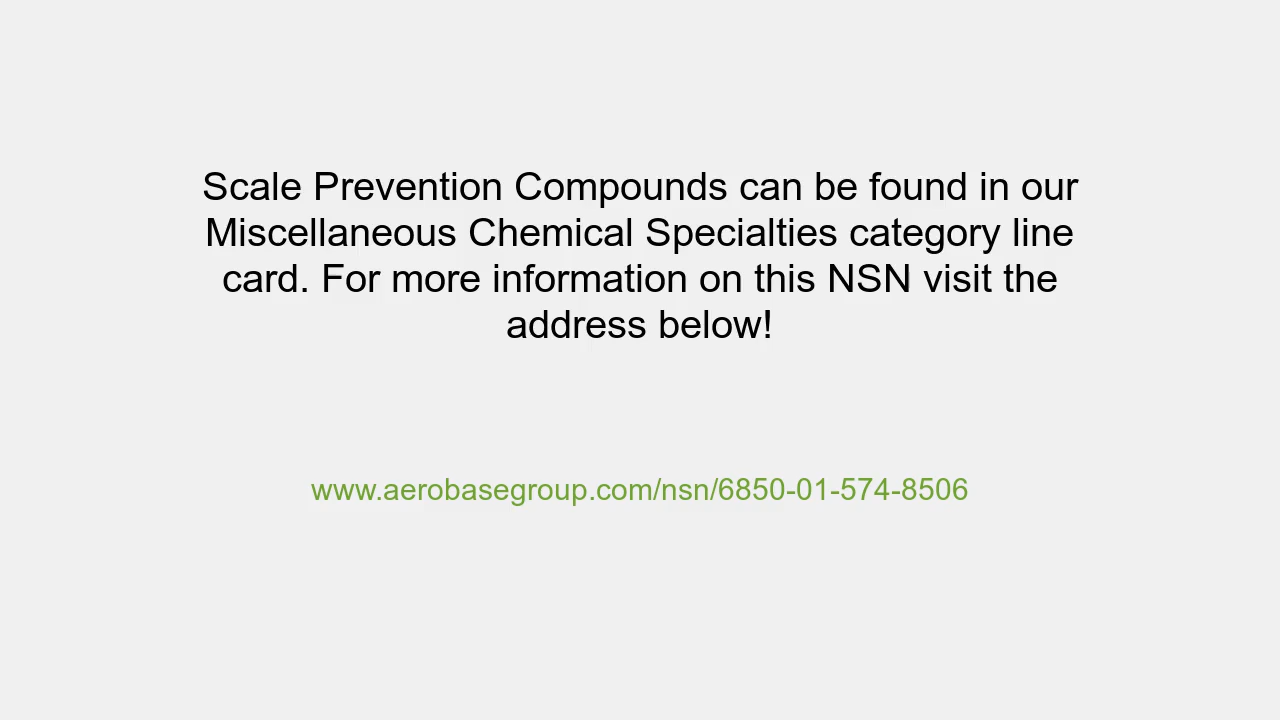 Scale Prevention Compounds can be found in our
Miscellaneous Chemical Specialties category line
card. For more information on this NSN visit the
address below!
www.aerobasegroup.com/nsn/6850-01-574-8506